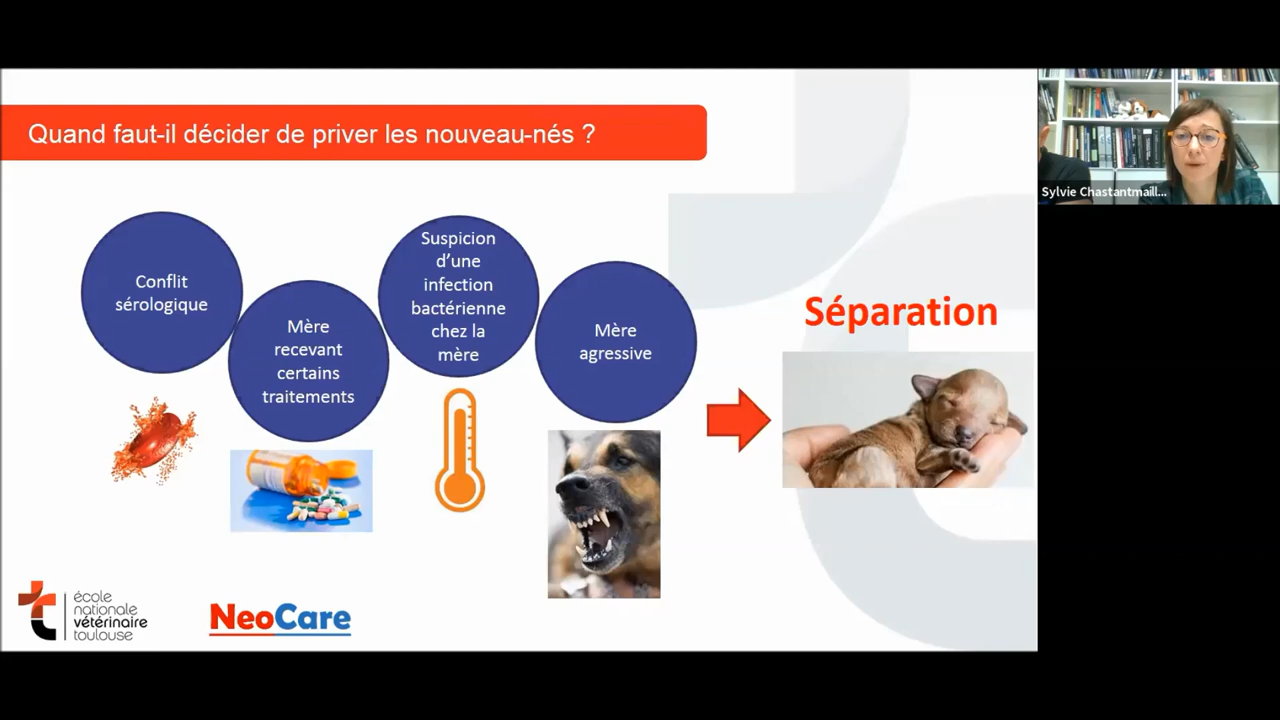 Quand faut-il décider de priver les nouveau-nés ?
Conflit
sérologique
Mère
recevant
certains
traitements
Suspicion
d’une
infection
bactérienne
chez la
mère
Mère
agressive
Séparation
école
nationale
vétérinaire
toulouse
NeoCare
Sylvie Chastantmaill...